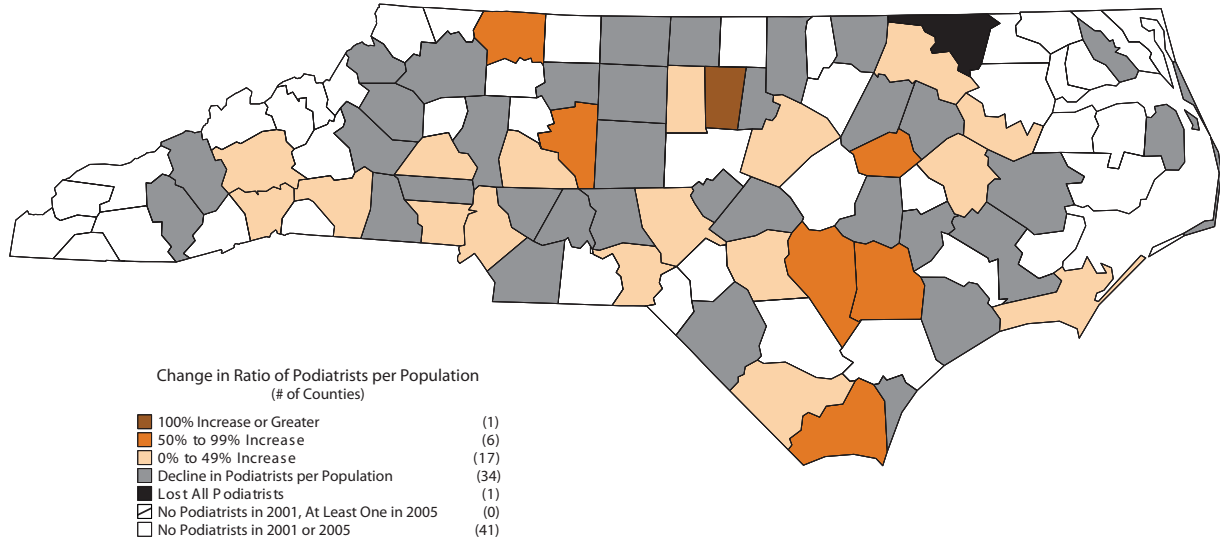 Change in Ratio of Podiatrists per Population
(# of Counties)
100% Increase or Greater (1)
50% to 99% Increase (6)
0% to 49% Increase (17)
Decline in Podiatrists per Population (34)
Lost All Podiatrists (1)
No Podiatrists in 2001, At Least One in 2005 (0)
No Podiatrists in 2001 or 2005 (41)